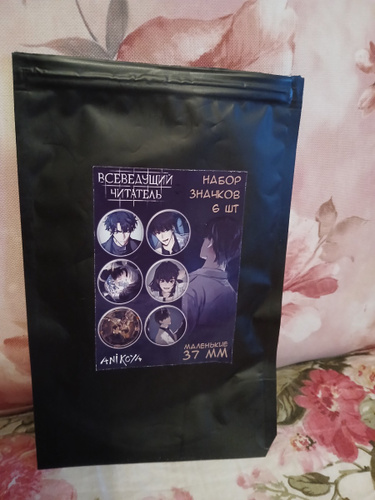 ВСЕВЕДУЩИЙ
ЧИТАТЕЛЬ
НАБОР
ЗНАЧКОВ
6 ШТ
ANIKOYA
МАЛЕНЬКИЕ
37 ММ